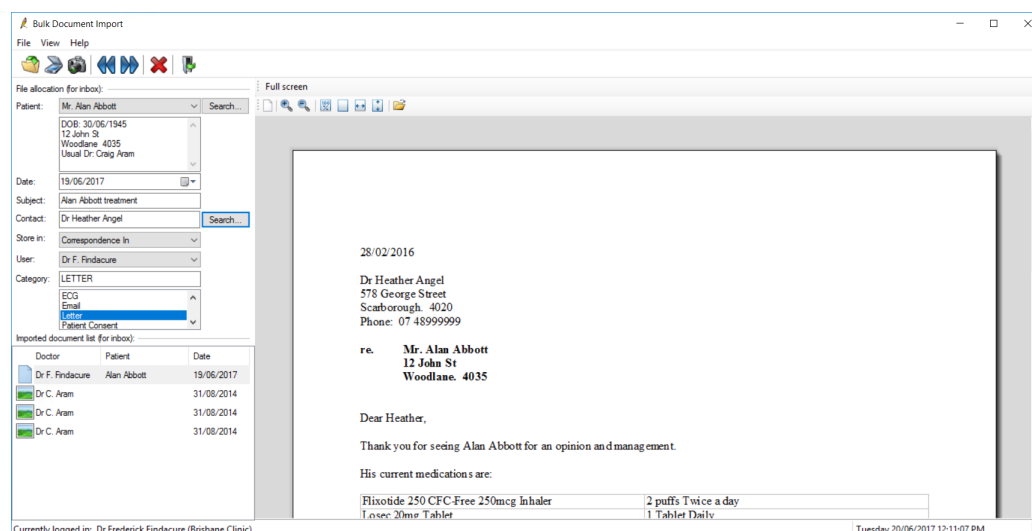 Bulk Document Import
File View Help
File allocation (for inbox):
Patient: Mr. Alan Abbott Search...
DOB: 30/06/1945
12 John St
Woodlane 4035
Usual Dr: Craig Aram
Date: 19/06/2017
Subject: Alan Abbott treatment
Contact: Dr Heather Angel Search...
Store in: Correspondence In
User: Dr F. Findacure
Category: LETTER
ECG
Email
Letter
Patient Consent
Imported document list (for inbox):
Doctor Patient Date
Dr F. Findacure Alan Abbott 19/06/2017
Dr C. Aram 31/08/2014
Dr C. Aram 31/08/2014
Dr C. Aram 31/08/2014
Full screen
28/02/2016
Dr Heather Angel
578 George Street
Scarborough. 4020
Phone: 07 48999999
re. Mr. Alan Abbott
12 John St
Woodlane. 4035
Dear Heather,
Thank you for seeing Alan Abbott for an opinion and management.
His current medications are:
Flixotide 250 CFC-Free 250mcg Inhaler 2 puffs Twice a day
Losec 20mg Tablet 1 Tablet Daily
Currently logged in: Dr Frederick Findacure (Brisbane Clinic) Tuesday 20/06/2017 12:11:07 PM